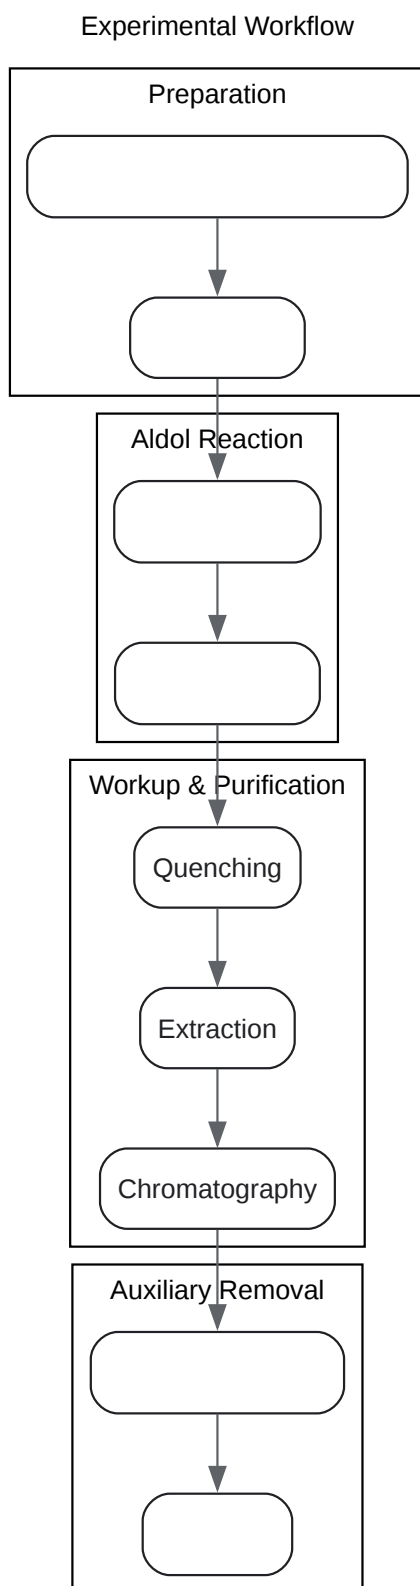 Experimental Workflow
Preparation
Aldol Reaction
Workup & Purification
Quenching
Extraction
Chromatography
Auxiliary Removal